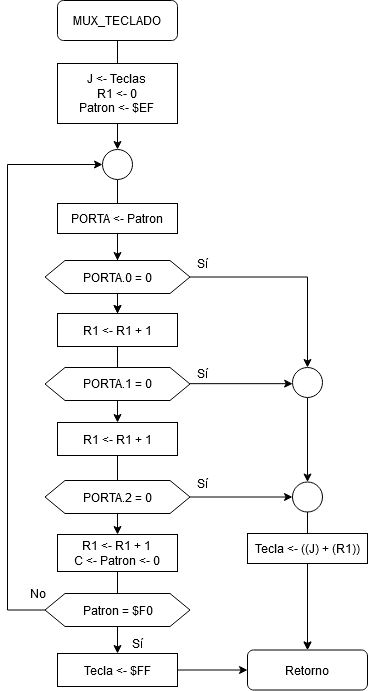 MUX_TECLADO
J <- Teclas
R1 <- 0
Patron <- $EF
PORTA <- Patron
PORTA.0 = 0
Sí
R1 <- R1 + 1
PORTA.1 = 0
Sí
R1 <- R1 + 1
PORTA.2 = 0
Sí
R1 <- R1 + 1
C <- Patron <- 0
Tecla <- ((J) + (R1))
No
Patron = $F0
Sí
Tecla <- $FF
Retorno